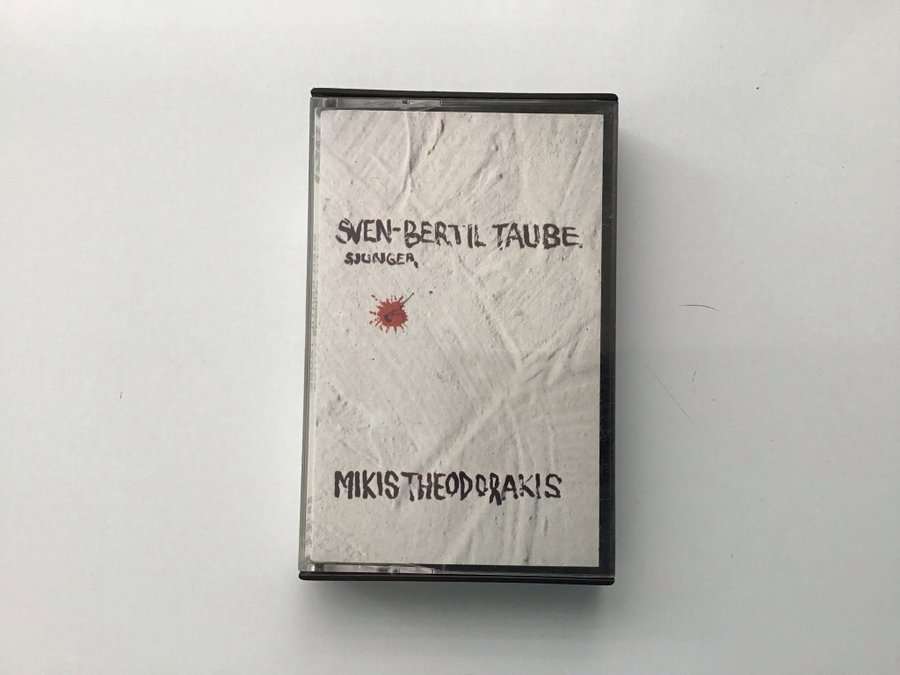 SVEN-BERTIL TAUBE
SJUNGER
MIKIS THEODORAKIS